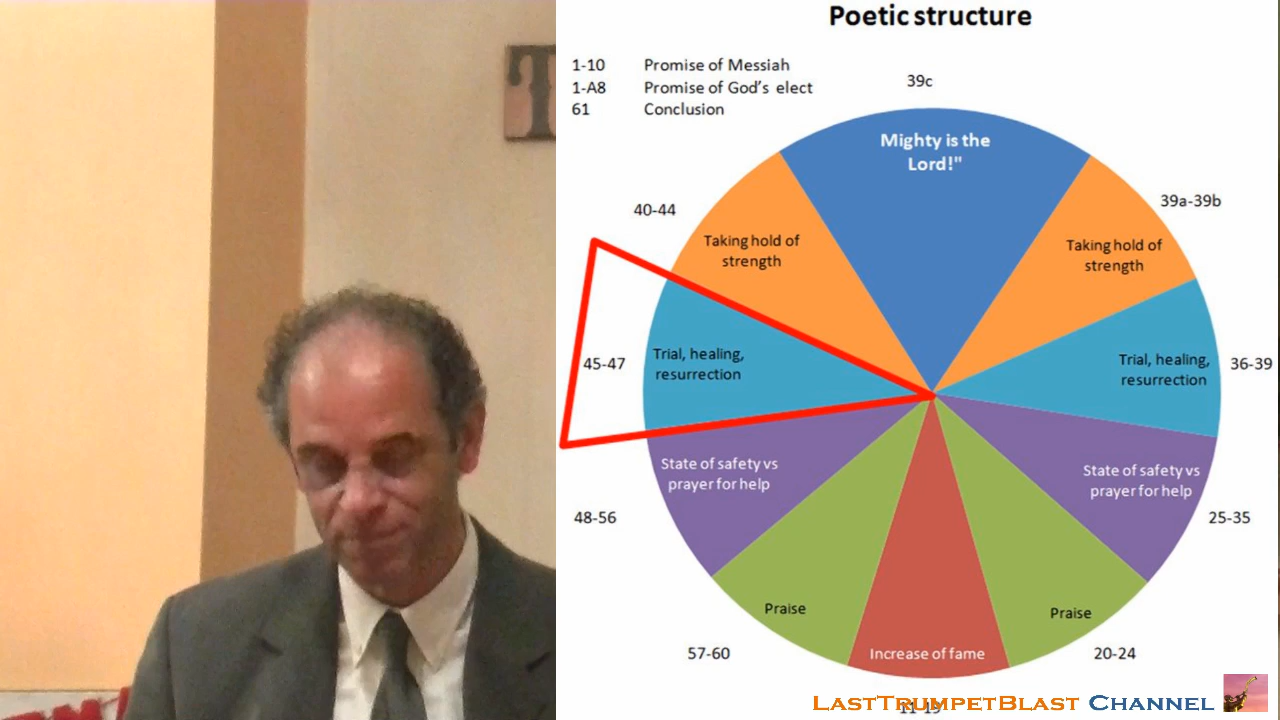 T
Poetic structure
1-10 Promise of Messiah
1-A8 Promise of God's elect
61 Conclusion
39c
Mighty is the
Lord!"
40-44
39a-39b
Taking hold of
strength
Taking hold of
strength
45-47
Trial, healing,
resurrection
Trial, healing,
resurrection
36-39
State of safety vs
prayer for help
State of safety vs
prayer for help
48-56
25-35
Praise
Praise
57-60
Increase of fame
20-24
11-19
LASTTRUMPETBLAST CHANNEL